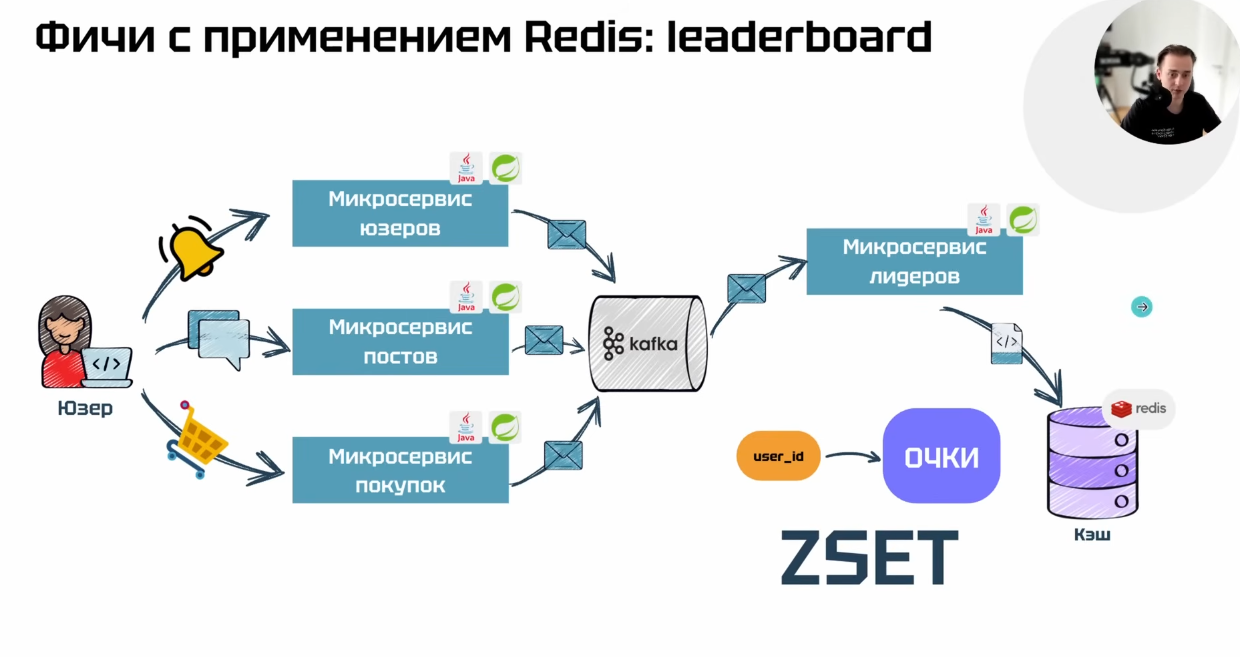 Фичи с применением Redis: leaderboard
Java
Микросервис
юзеров
Java
Микросервис
лидеров
Java
Микросервис
постов
kafka
</>
</>
Юзер
redis
Java
Микросервис
покупок
user_id
ОЧКИ
ZSET
Кэш